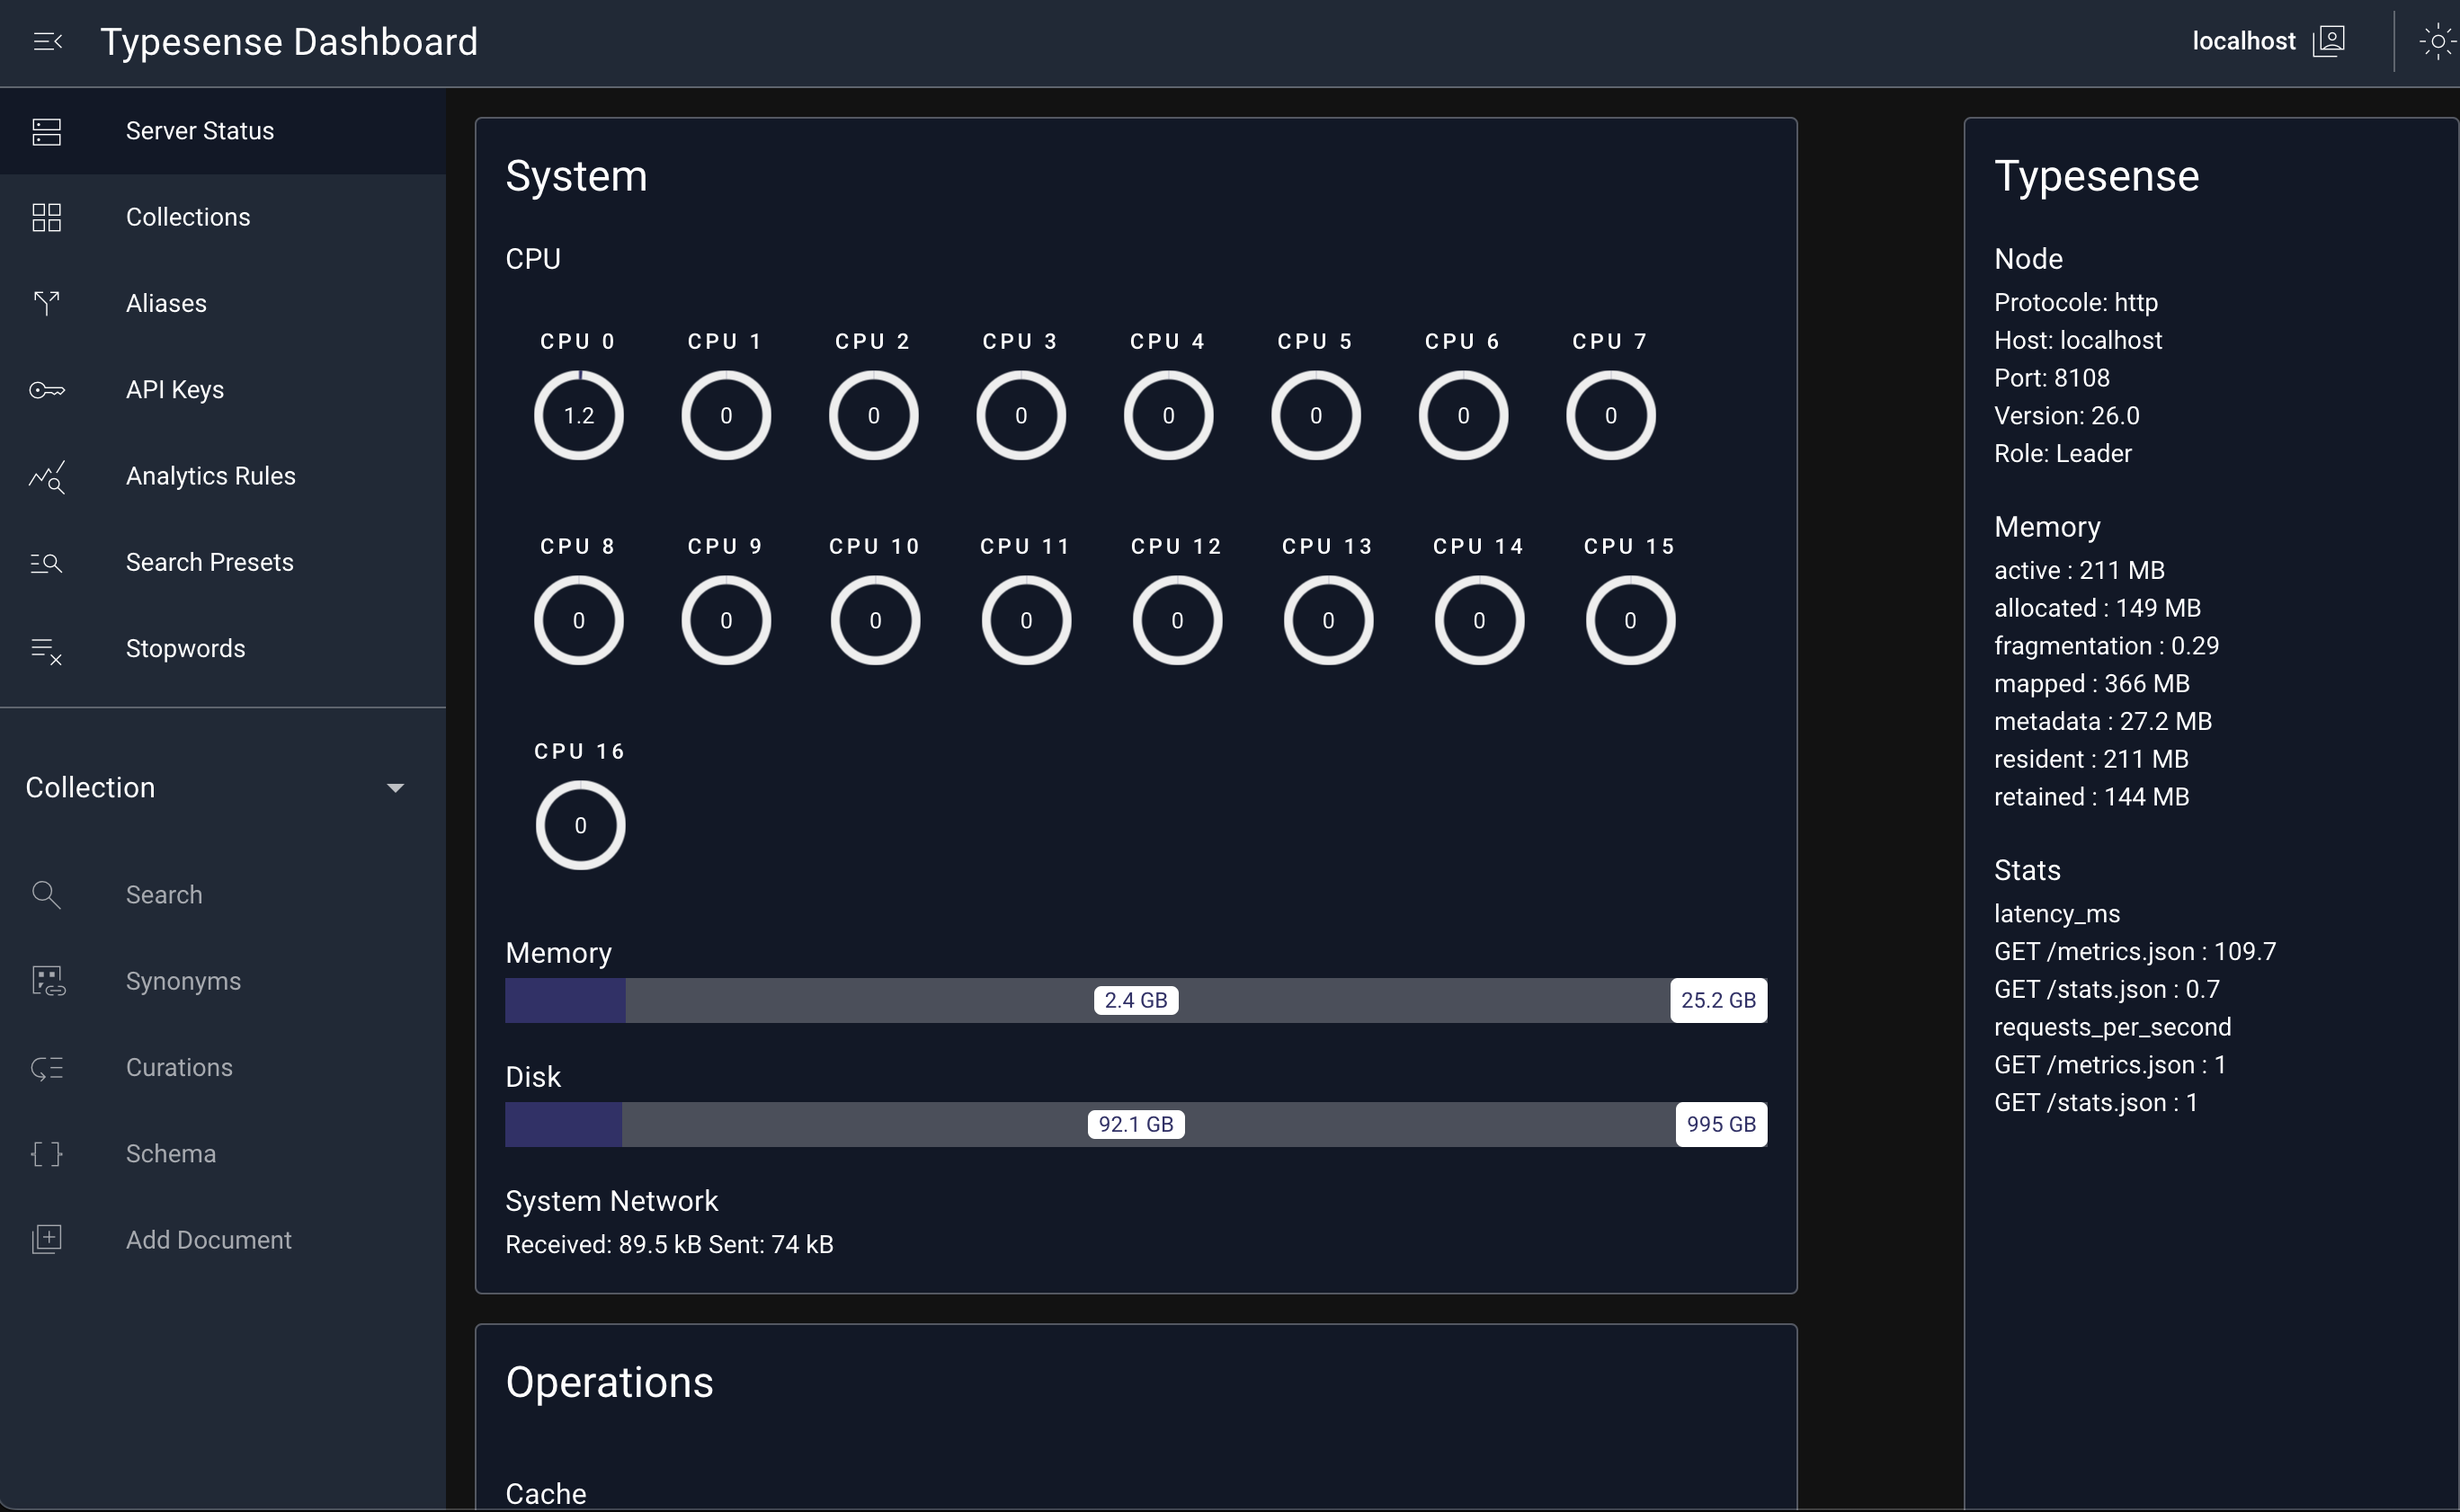 Typesense Dashboard
localhost
Server Status
Collections
Aliases
API Keys
Analytics Rules
Search Presets
Stopwords
Collection
Search
Synonyms
Curations
Schema
Add Document
System
CPU
CPU 0 CPU 1 CPU 2 CPU 3 CPU 4 CPU 5 CPU 6 CPU 7
1.2 0 0 0 0 0 0 0
CPU 8 CPU 9 CPU 10 CPU 11 CPU 12 CPU 13 CPU 14 CPU 15
0 0 0 0 0 0 0 0
CPU 16
0
Memory
2.4 GB 25.2 GB
Disk
92.1 GB 995 GB
System Network
Received: 89.5 kB Sent: 74 kB
Operations
Cache
Typesense
Node
Protocole: http
Host: localhost
Port: 8108
Version: 26.0
Role: Leader
Memory
active : 211 MB
allocated : 149 MB
fragmentation : 0.29
mapped : 366 MB
metadata : 27.2 MB
resident : 211 MB
retained : 144 MB
Stats
latency_ms
GET /metrics.json : 109.7
GET /stats.json : 0.7
requests_per_second
GET /metrics.json : 1
GET /stats.json : 1